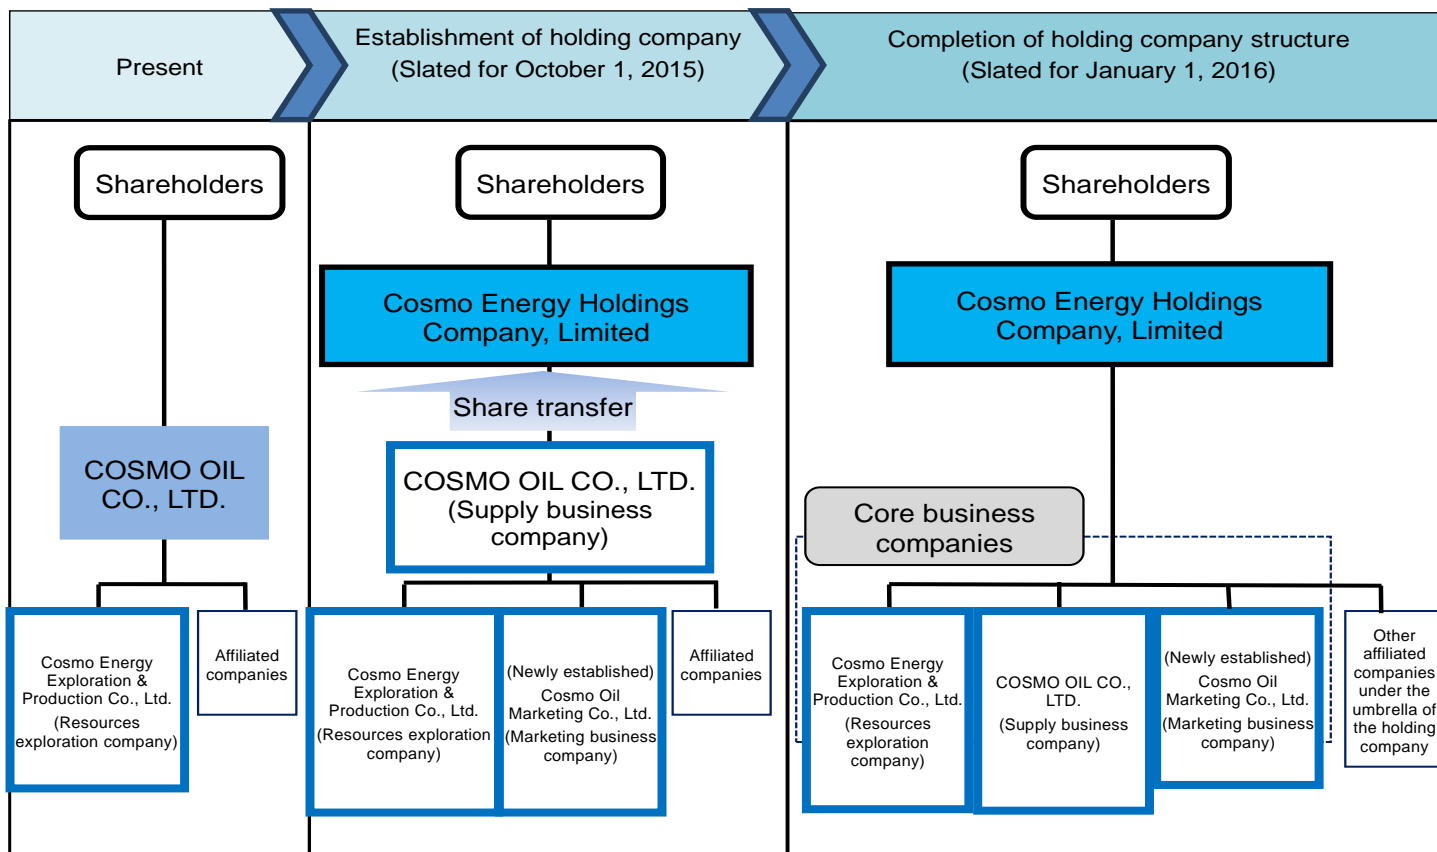 Present
Establishment of holding company
(Slated for October 1, 2015)
Completion of holding company structure
(Slated for January 1, 2016)
Shareholders
COSMO OIL
CO., LTD.
Cosmo Energy
Exploration &
Production Co., Ltd.
(Resources
exploration company)
Affiliated
companies
Shareholders
Cosmo Energy Holdings
Company, Limited
Share transfer
COSMO OIL CO., LTD.
(Supply business
company)
Cosmo Energy
Exploration &
Production Co., Ltd.
(Resources exploration
company)
(Newly established)
Cosmo Oil
Marketing Co., Ltd.
(Marketing business
company)
Affiliated
companies
Shareholders
Cosmo Energy Holdings
Company, Limited
Core business
companies
Cosmo Energy
Exploration &
Production Co., Ltd.
(Resources
exploration
company)
COSMO OIL CO.,
LTD.
(Supply business
company)
(Newly established)
Cosmo Oil
Marketing Co., Ltd.
(Marketing business
company)
Other
affiliated
companies
under the
umbrella of
the holding
company